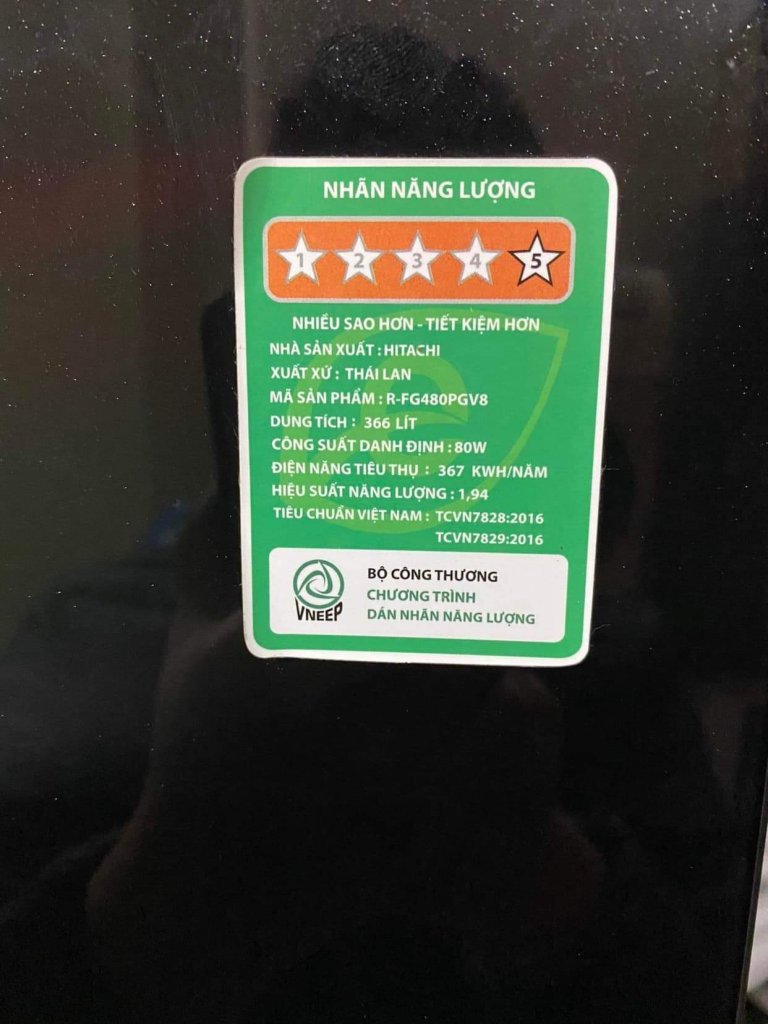 NHÃN NĂNG LƯỢNG
1 2 3 4 5
NHIỀU SAO HƠN - TIẾT KIỆM HƠN
NHÀ SẢN XUẤT : HITACHI
XUẤT XỨ : THÁI LAN
MÃ SẢN PHẨM : R-FG480PGV8
DUNG TÍCH : 366 LÍT
CÔNG SUẤT DANH ĐỊNH : 80W
ĐIỆN NĂNG TIÊU THỤ : 367 KWH/NĂM
HIỆU SUẤT NĂNG LƯỢNG : 1,94
TIÊU CHUẨN VIỆT NAM : TCVN7828:2016
TCVN7829:2016
VNEEP
BỘ CÔNG THƯƠNG
CHƯƠNG TRÌNH
DÁN NHÃN NĂNG LƯỢNG